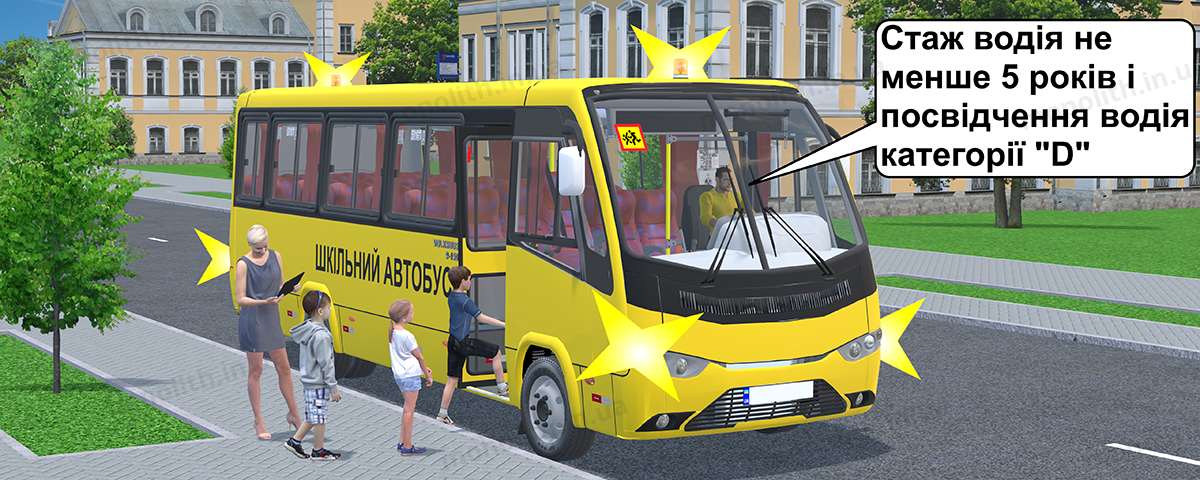 Стаж водія не
менше 5 років і
посвідчення водія
категорії "D"
ШКІЛЬНИЙ АВТОБУС